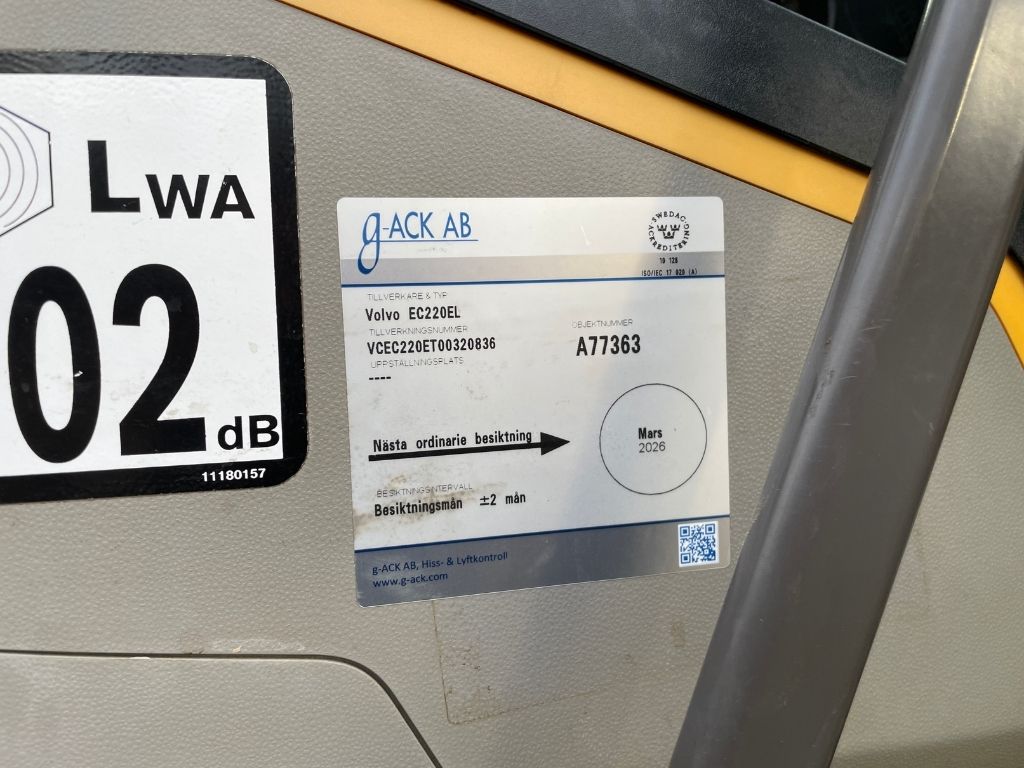 LWA
02
dB
11180157
g-ACK AB
SWEDAC
ACKREDITERING
10 128
ISO/IEC 17 020 (A)
TILLVERKARE & TYP
Volvo EC220EL
TILLVERKNINGSNUMMER
VCEC220ET00320836
OBJEKTNUMMER
A77363
UPPSTÄLLNINGSPLATS
----
Nästa ordinarie besiktning
Mars
2026
BESIKTNINGSINTERVALL
Besiktningsmån ±2 mån
g-ACK AB, Hiss- & Lyftkontroll
www.g-ack.com